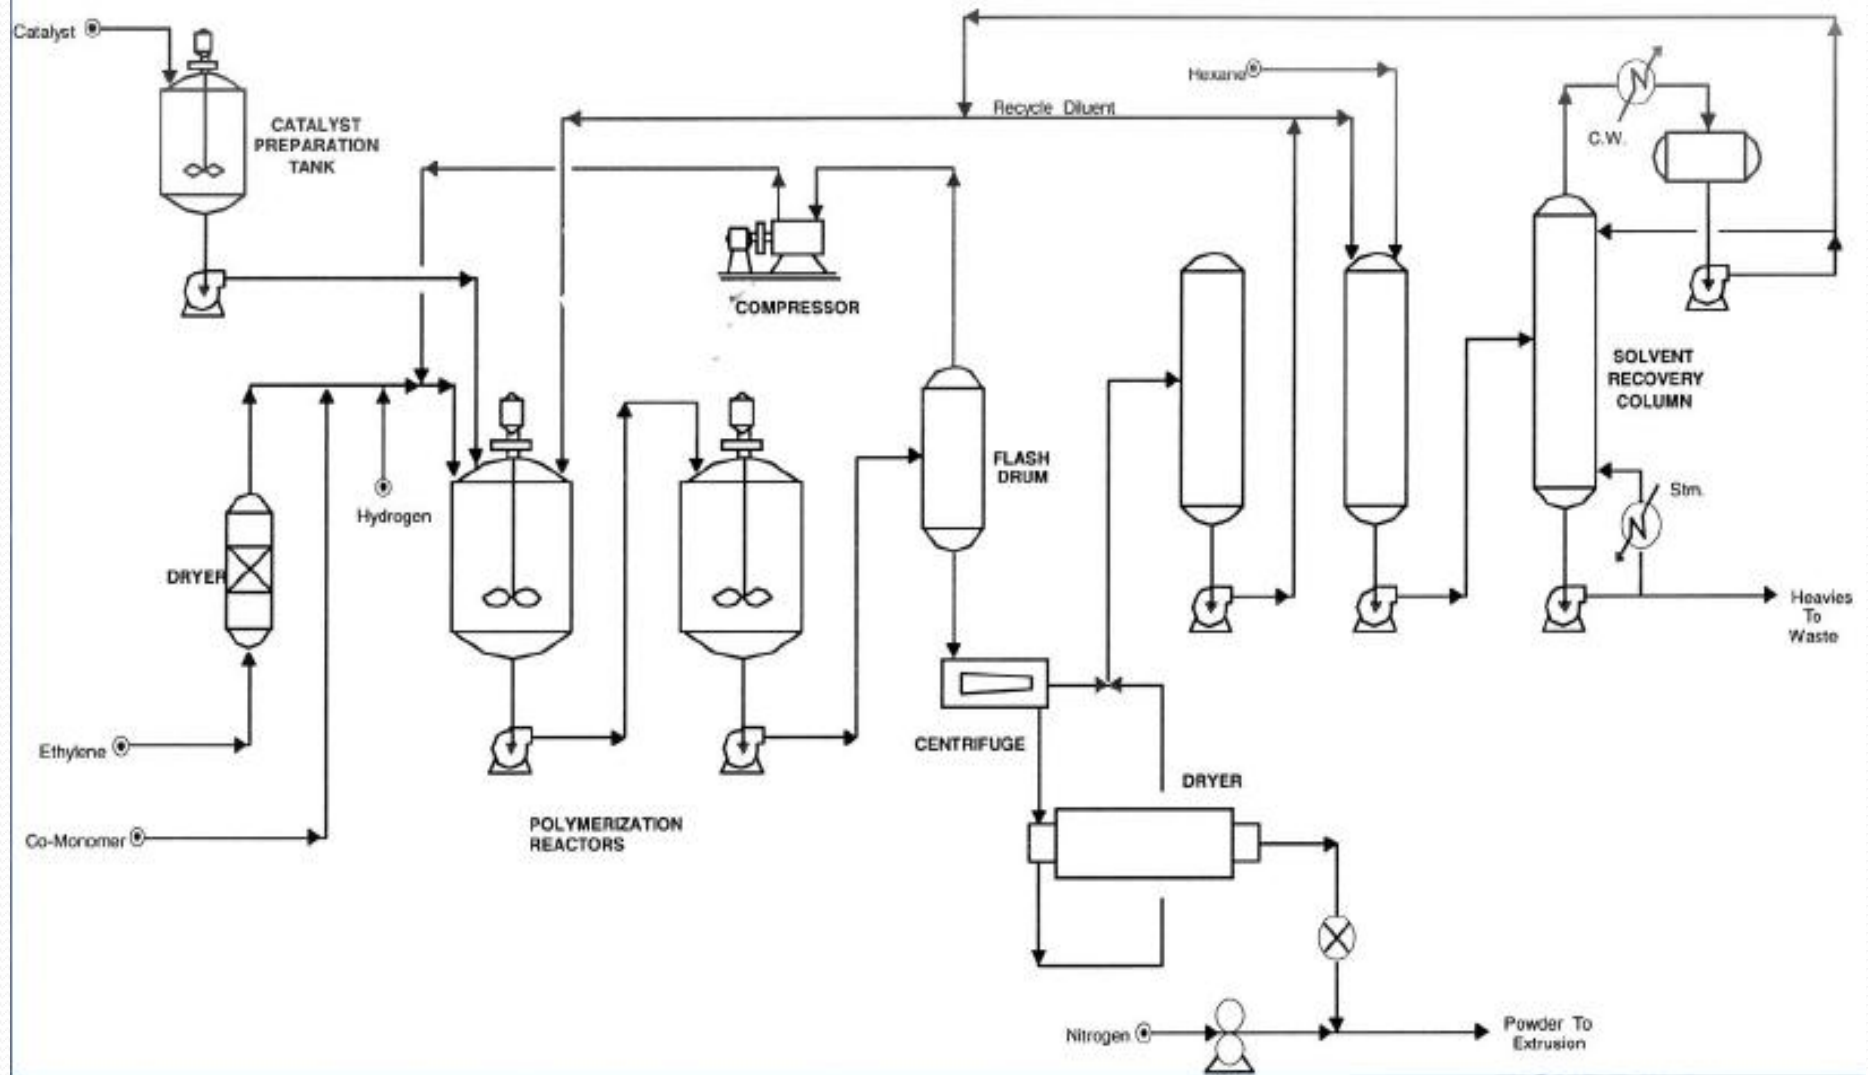 Catalyst
CATALYST
PREPARATION
TANK
Hexane
Recycle Diluent
C.W.
COMPRESSOR
SOLVENT
RECOVERY
COLUMN
FLASH
DRUM
Stm.
Hydrogen
DRYER
Heavies
To
Waste
Ethylene
CENTRIFUGE
DRYER
POLYMERIZATION
REACTORS
Co-Monomer
Nitrogen
Powder To
Extrusion